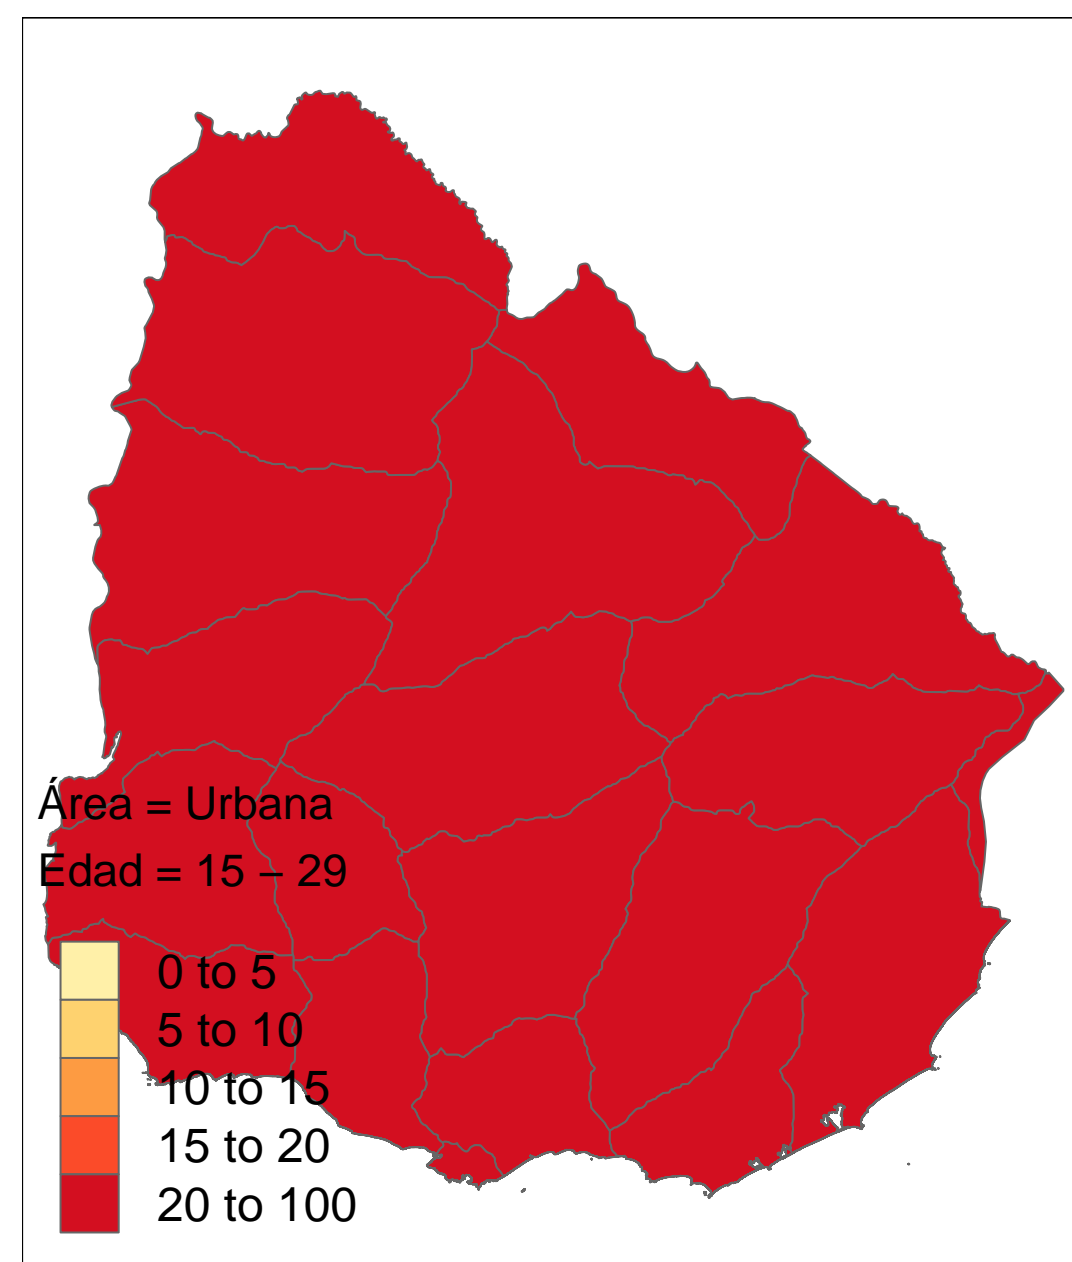 Área = Urbana
Edad = 15 – 29
0 to 5
5 to 10
10 to 15
15 to 20
20 to 100